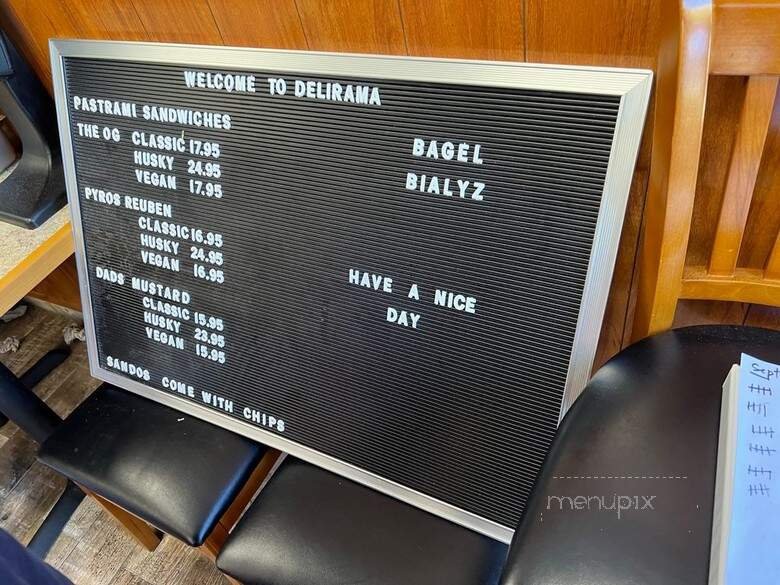 WELCOME TO DELIRAMA
PASTRAMI SANDWICHES
THE OG CLASSIC 17.95
HUSKY 24.95
VEGAN 17.95
PYROS REUBEN
CLASSIC 16.95
HUSKY 24.95
VEGAN 16.95
DADS MUSTARD
CLASSIC 15.95
HUSKY 23.95
VEGAN 15.95
SANDOS COME WITH CHIPS
BAGEL
BIALYZ
HAVE A NICE
DAY
Sept
menupix